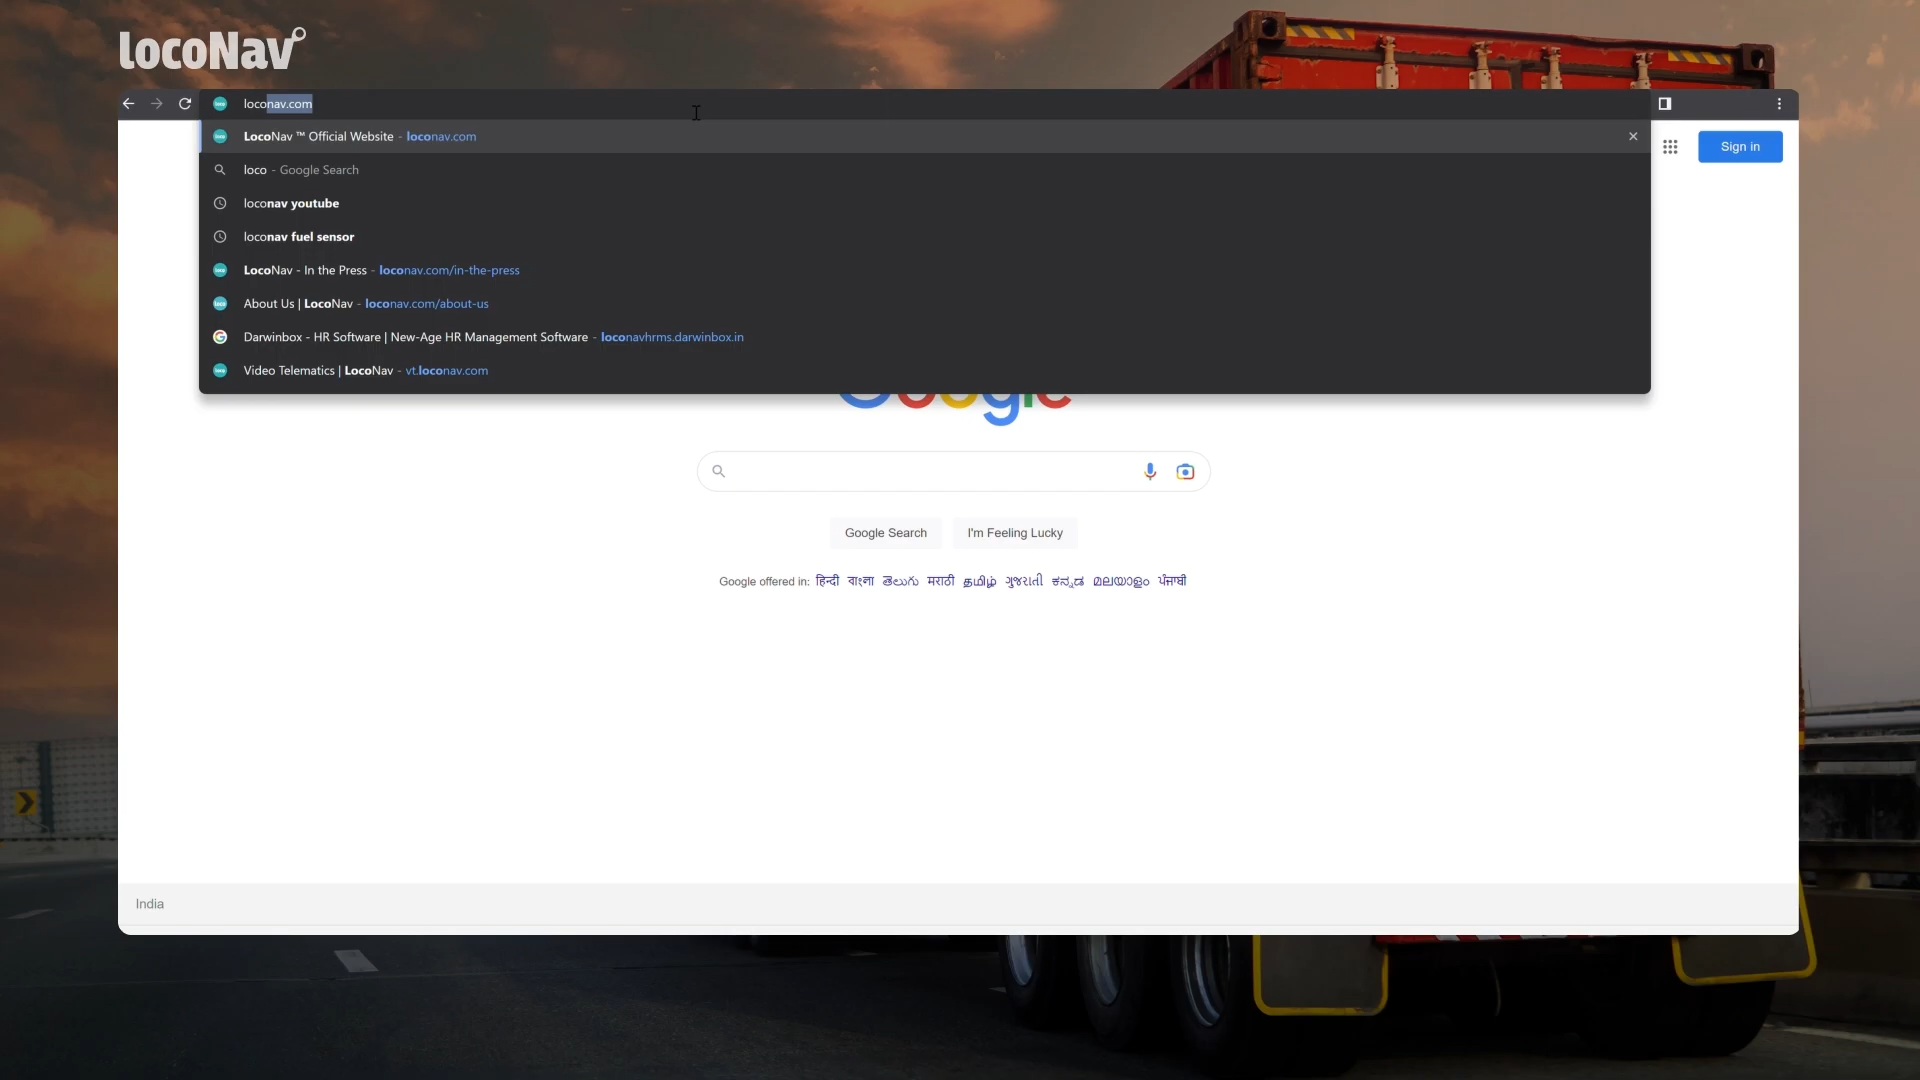 locoNav
loconav.com
LocoNav ™ Official Website - loconav.com
Sign in
loco - Google Search
loconav youtube
loconav fuel sensor
LocoNav - In the Press - loconav.com/in-the-press
About Us | LocoNav - loconav.com/about-us
Darwinbox - HR Software | New-Age HR Management Software - loconavhrms.darwinbox.in
Video Telematics | LocoNav - vt.loconav.com
Google
Google Search I'm Feeling Lucky
Google offered in: हिन्दी বাংলা తెలుగు मराठी தமிழ் ગુજરાતી ಕನ್ನಡ മലയാളം ਪੰਜਾਬੀ
India